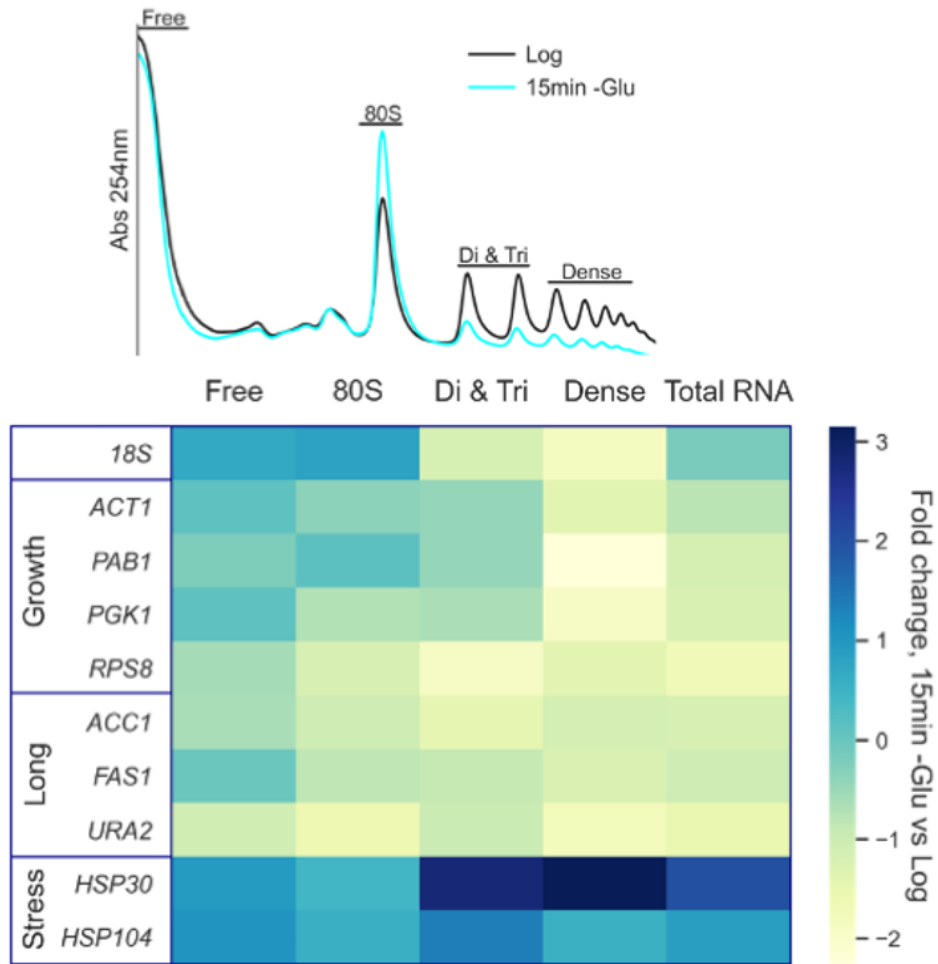 Free
Log
15min -Glu
80S
Abs 254nm
Di & Tri
Dense
Free 80S Di & Tri Dense Total RNA
18S
Growth
ACT1
PAB1
PGK1
RPS8
Long
ACC1
FAS1
URA2
Stress
HSP30
HSP104
3
2
1
0
−1
−2
Fold change, 15min -Glu vs Log